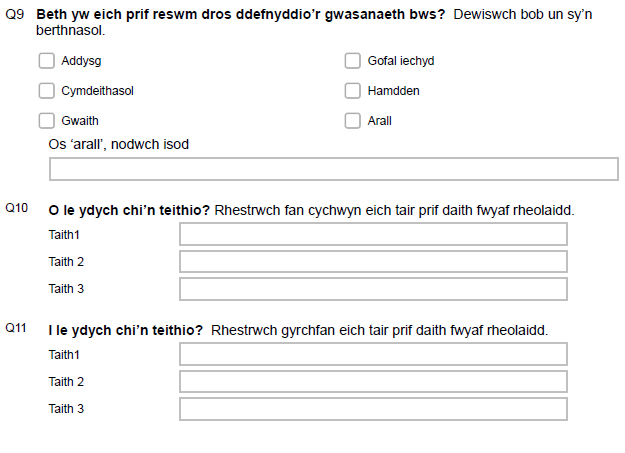 Q9 Beth yw eich prif reswm dros ddefnyddio'r gwasanaeth bws? Dewiswch bob un sy'n
berthnasol.
Addysg Gofal iechyd
Cymdeithasol Hamdden
Gwaith Arall
Os 'arall', nodwch isod
Q10 O le ydych chi'n teithio? Rhestrwch fan cychwyn eich tair prif daith fwyaf rheolaidd.
Taith1
Taith 2
Taith 3
Q11 I le ydych chi'n teithio? Rhestrwch gyrchfan eich tair prif daith fwyaf rheolaidd.
Taith1
Taith 2
Taith 3